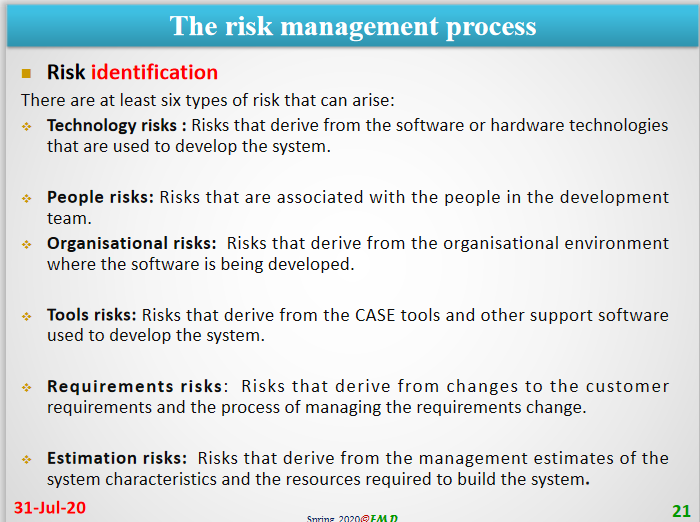 The risk management process
Risk identification
There are at least six types of risk that can arise:
Technology risks : Risks that derive from the software or hardware technologies
that are used to develop the system.
People risks: Risks that are associated with the people in the development
team.
Organisational risks: Risks that derive from the organisational environment
where the software is being developed.
Tools risks: Risks that derive from the CASE tools and other support software
used to develop the system.
Requirements risks: Risks that derive from changes to the customer
requirements and the process of managing the requirements change.
Estimation risks: Risks that derive from the management estimates of the
system characteristics and the resources required to build the system.
31-Jul-20
Spring 2020@FMD
21